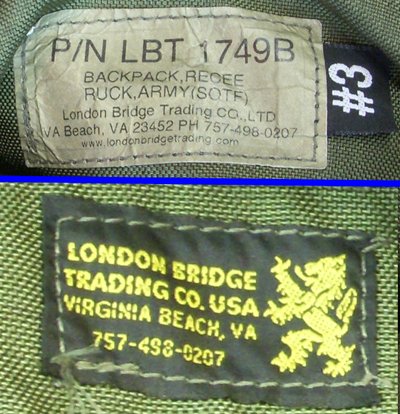 P/N LBT 1749B
BACKPACK,RECEE
RUCK,ARMY(SOTF)
London Bridge Trading CO.,LTD
VA Beach, VA 23452 PH 757-498-0207
www.londonbridgetrading.com
#3
LONDON BRIDGE
TRADING CO. USA
VIRGINIA BEACH, VA
757-498-0207